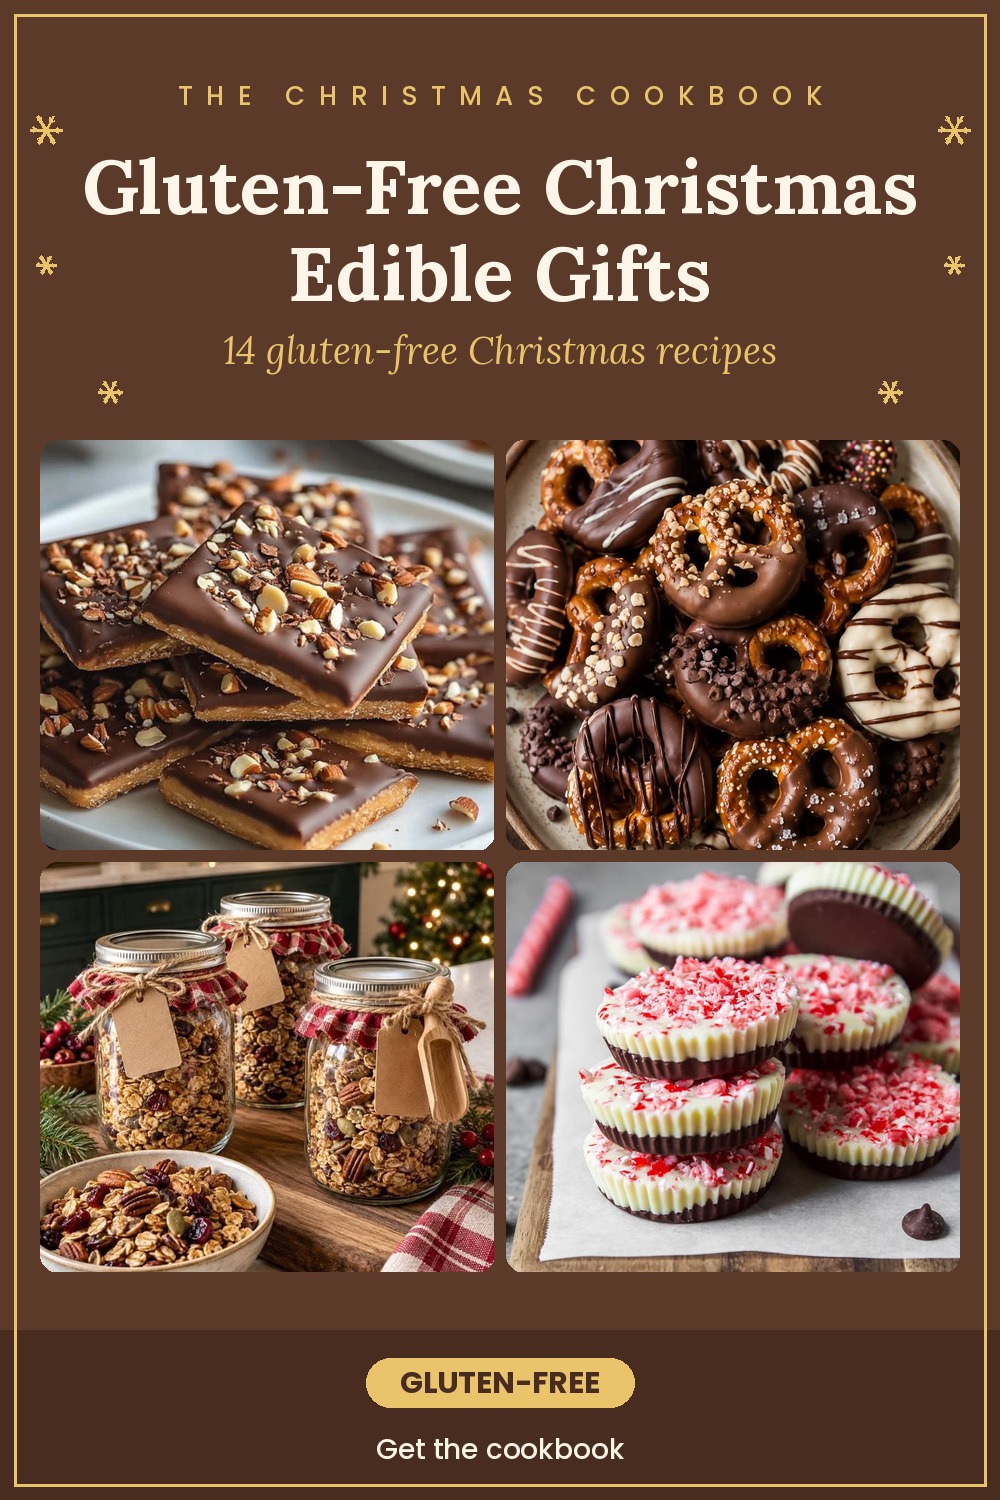 THE CHRISTMAS COOKBOOK
Gluten-Free Christmas
Edible Gifts
14 gluten-free Christmas recipes
GLUTEN-FREE
Get the cookbook